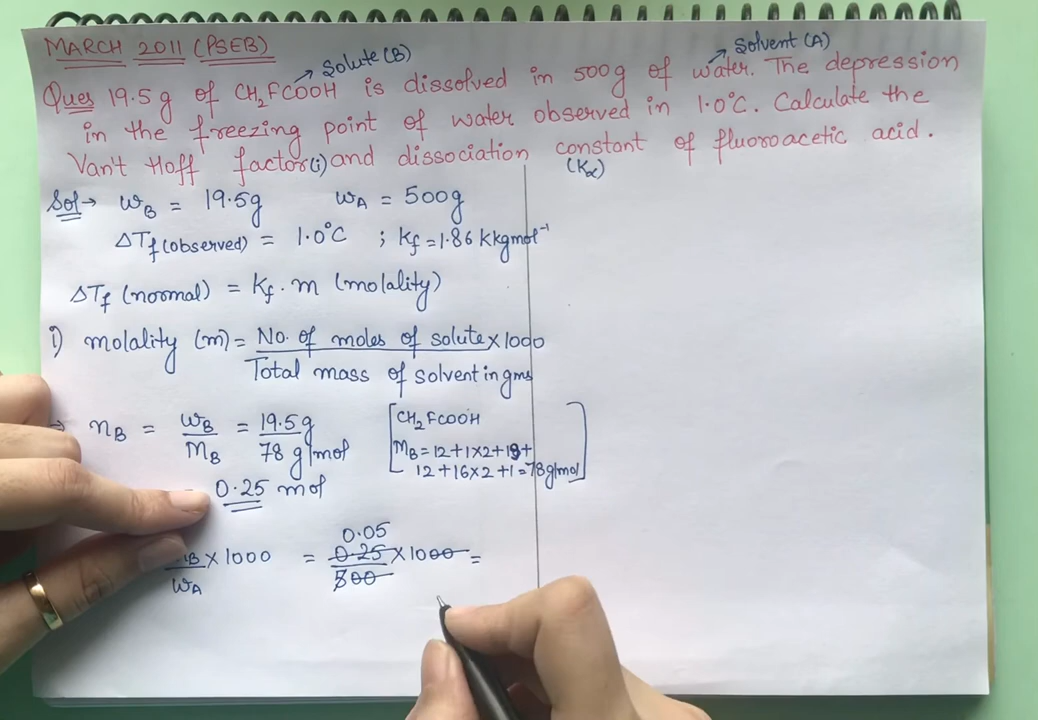 MARCH 2011 (PSEB)
Solute (B)
Solvent (A)
Ques 19.5 g of CH₂FCOOH is dissolved in 500g of water. The depression
in the freezing point of water observed in 1.0°C. Calculate the
Van't Hoff factor (i) and dissociation constant of fluoroacetic acid.
(Kα)
Sol → WB = 19.5g WA = 500g
ΔTf (observed) = 1.0°C ; Kf = 1.86 K kg mol⁻¹
ΔTf (normal) = Kf . m (molality)
i) molality (m) = No. of moles of solute × 1000
Total mass of solvent in gms
nB = WB = 19.5g
MB 78 g/mol
[CH₂FCOOH
MB = 12+1×2+19+
12+16×2+1 = 78g/mol]
0.25 mol
0.05
× 1000 = 0.25 × 1000 =
WA 500